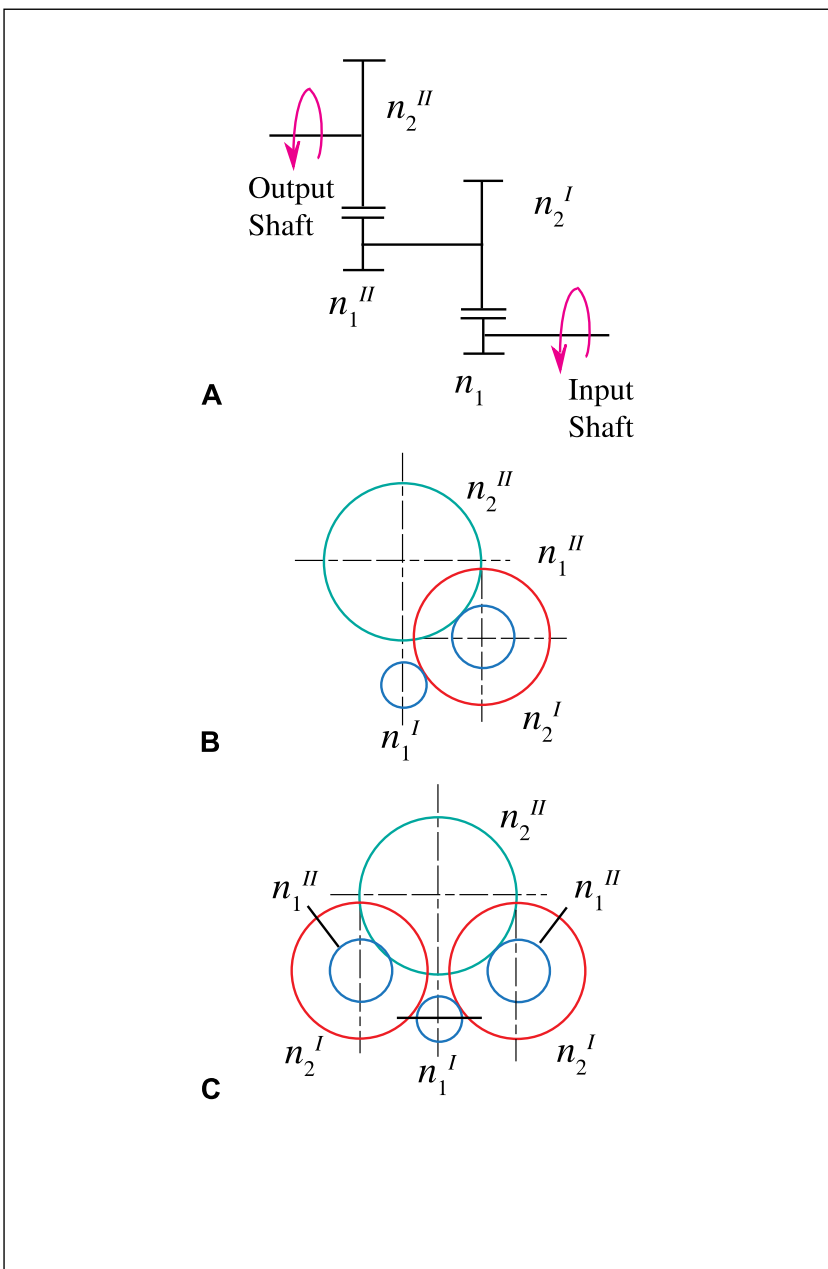 n₂ᴵᴵ
Output
Shaft
n₂ᴵ
n₁ᴵᴵ
n₁
A
Input
Shaft
n₂ᴵᴵ
n₁ᴵᴵ
n₂ᴵ
n₁ᴵ
B
n₂ᴵᴵ
n₁ᴵᴵ
n₁ᴵᴵ
n₂ᴵ
n₁ᴵ
n₂ᴵ
C